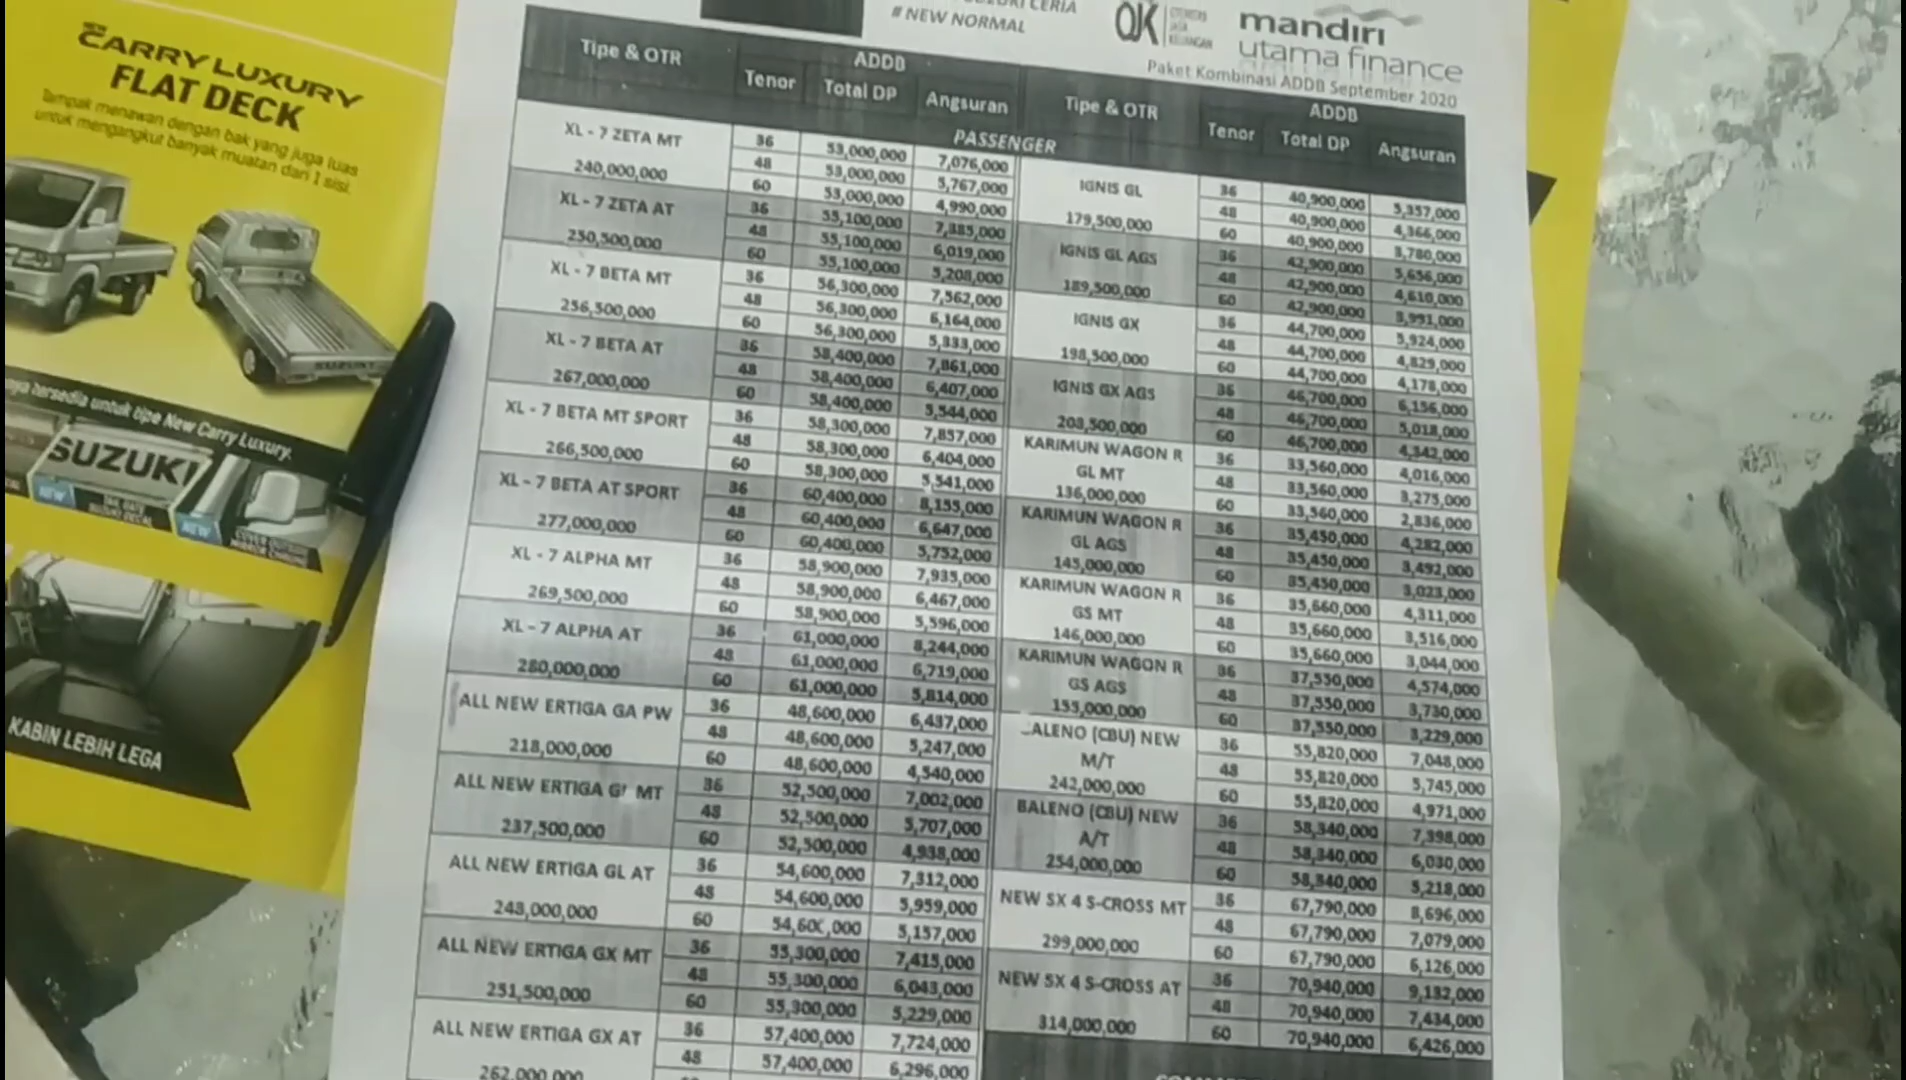 CARRY LUXURY
FLAT DECK
Tampak menawan dengan bak yang juga luas
untuk mengangkut banyak muatan dari 1 sisi.
tersedia untuk tipe New Carry Luxury.
SUZUKI
NEW
NEW
KABIN LEBIH LEGA
CERIA
# NEW NORMAL
OJK OTORITAS JASA KEUANGAN
mandiri
utama finance
Paket Kombinasi ADDB September 2020
Tipe & OTR ADDB Tipe & OTR ADDB
Tenor Total DP Angsuran Tenor Total DP Angsuran
PASSENGER
XL - 7 ZETA MT 240,000,000
36 53,000,000 7,076,000
48 53,000,000 5,767,000
60 53,000,000 4,990,000
XL - 7 ZETA AT 250,500,000
36 55,100,000 7,385,000
48 55,100,000 6,019,000
60 55,100,000 5,208,000
XL - 7 BETA MT 256,500,000
36 56,300,000 7,562,000
48 56,300,000 6,164,000
60 56,300,000 5,333,000
XL - 7 BETA AT 267,000,000
36 58,400,000 7,861,000
48 58,400,000 6,407,000
60 58,400,000 5,544,000
XL - 7 BETA MT SPORT 266,500,000
36 58,300,000 7,857,000
48 58,300,000 6,404,000
60 58,300,000 5,541,000
XL - 7 BETA AT SPORT 277,000,000
36 60,400,000 8,155,000
48 60,400,000 6,647,000
60 60,400,000 5,752,000
XL - 7 ALPHA MT 269,500,000
36 58,900,000 7,935,000
48 58,900,000 6,467,000
60 58,900,000 5,596,000
XL - 7 ALPHA AT 280,000,000
36 61,000,000 8,244,000
48 61,000,000 6,719,000
60 61,000,000 5,814,000
ALL NEW ERTIGA GA PW 218,000,000
36 48,600,000 6,437,000
48 48,600,000 5,247,000
60 48,600,000 4,540,000
ALL NEW ERTIGA GL MT 237,500,000
36 52,500,000 7,002,000
48 52,500,000 5,707,000
60 52,500,000 4,938,000
ALL NEW ERTIGA GL AT 248,000,000
36 54,600,000 7,312,000
48 54,600,000 5,959,000
60 54,600,000 5,157,000
ALL NEW ERTIGA GX MT 251,500,000
36 55,300,000 7,415,000
48 55,300,000 6,043,000
60 55,300,000 5,229,000
ALL NEW ERTIGA GX AT 262,000,000
36 57,400,000 7,724,000
48 57,400,000 6,296,000
IGNIS GL 179,500,000
36 40,900,000 5,357,000
48 40,900,000 4,366,000
60 40,900,000 3,780,000
IGNIS GL AGS 189,500,000
36 42,900,000 5,656,000
48 42,900,000 4,610,000
60 42,900,000 3,991,000
IGNIS GX 198,500,000
36 44,700,000 5,924,000
48 44,700,000 4,829,000
60 44,700,000 4,178,000
IGNIS GX AGS 208,500,000
36 46,700,000 6,156,000
48 46,700,000 5,018,000
60 46,700,000 4,342,000
KARIMUN WAGON R GL MT 136,000,000
36 33,560,000 4,016,000
48 33,560,000 3,275,000
60 33,560,000 2,836,000
KARIMUN WAGON R GL AGS 145,000,000
36 35,450,000 4,282,000
48 35,450,000 3,492,000
60 35,450,000 3,023,000
KARIMUN WAGON R GS MT 146,000,000
36 35,660,000 4,311,000
48 35,660,000 3,516,000
60 35,660,000 3,044,000
KARIMUN WAGON R GS AGS 155,000,000
36 37,550,000 4,574,000
48 37,550,000 3,730,000
60 37,550,000 3,229,000
ALENO (CBU) NEW M/T 242,000,000
36 55,820,000 7,048,000
48 55,820,000 5,745,000
60 55,820,000 4,971,000
BALENO (CBU) NEW A/T 254,000,000
36 58,340,000 7,398,000
48 58,340,000 6,030,000
60 58,340,000 5,218,000
NEW SX 4 S-CROSS MT 299,000,000
36 67,790,000 8,696,000
48 67,790,000 7,079,000
60 67,790,000 6,126,000
NEW SX 4 S-CROSS AT 314,000,000
36 70,940,000 9,132,000
48 70,940,000 7,434,000
60 70,940,000 6,426,000